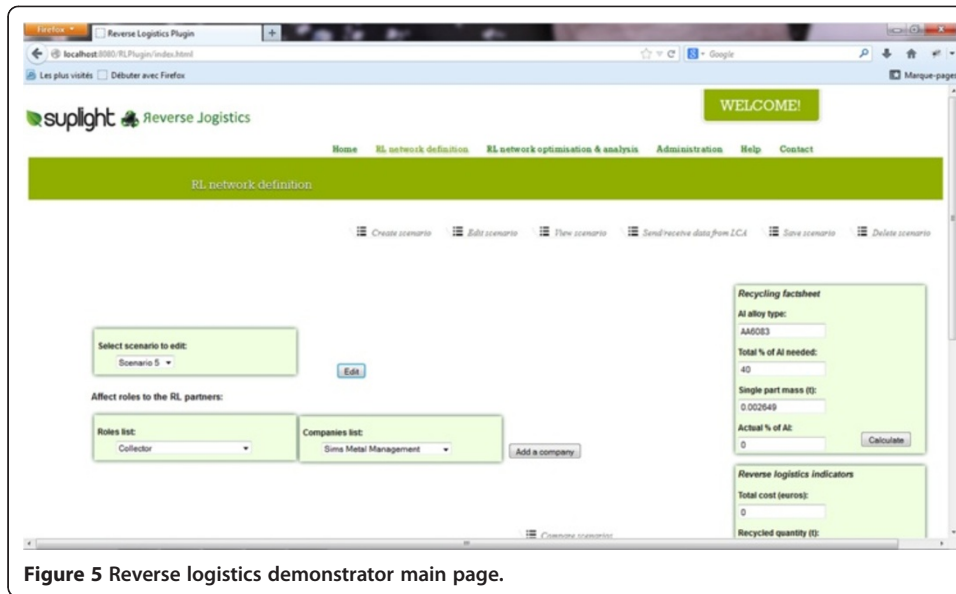 Firefox
Reverse Logistics Plugin
localhost:8080/RLPlugin/index.html
Google
Les plus visités Débuter avec Firefox
Marque-pages
WELCOME!
suplight Reverse Logistics
Home RL network definition RL network optimisation & analysis Administration Help Contact
RL network definition
Create scenario Edit scenario View scenario Send/receive data from LCA Save scenario Delete scenario
Recycling factsheet
Al alloy type:
AA6083
Select scenario to edit:
Scenario 5
Total % of Al needed:
40
Edit
Single part mass (t):
0.002649
Affect roles to the RL partners:
Roles list:
Collector
Companies list:
Sims Metal Management
Add a company
Actual % of Al:
0
Calculate
Reverse logistics indicators
Total cost (euros):
0
Recycled quantity (t):
Compare scenarios
Figure 5 Reverse logistics demonstrator main page.